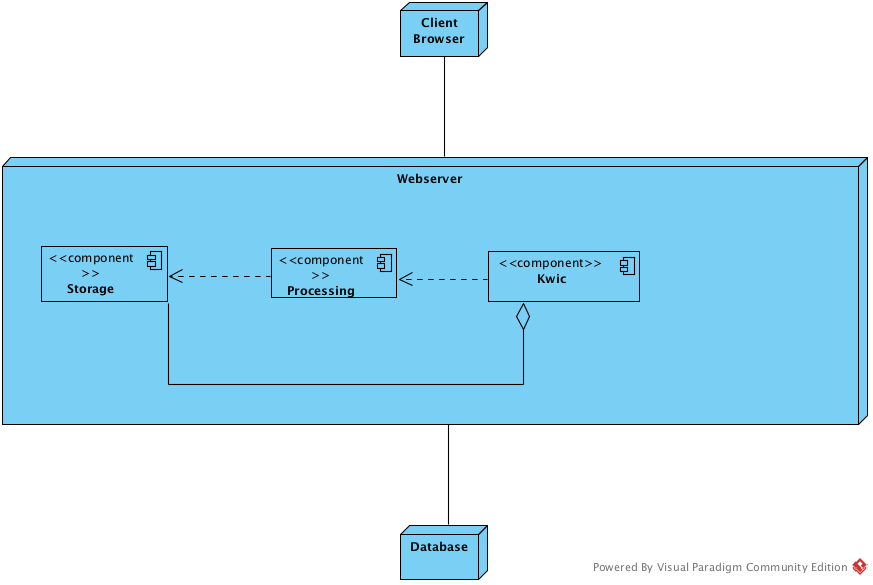 Client
Browser
Webserver
<<component
>>
Storage
<<component
>>
Processing
<<component>>
Kwic
Database
Powered By Visual Paradigm Community Edition